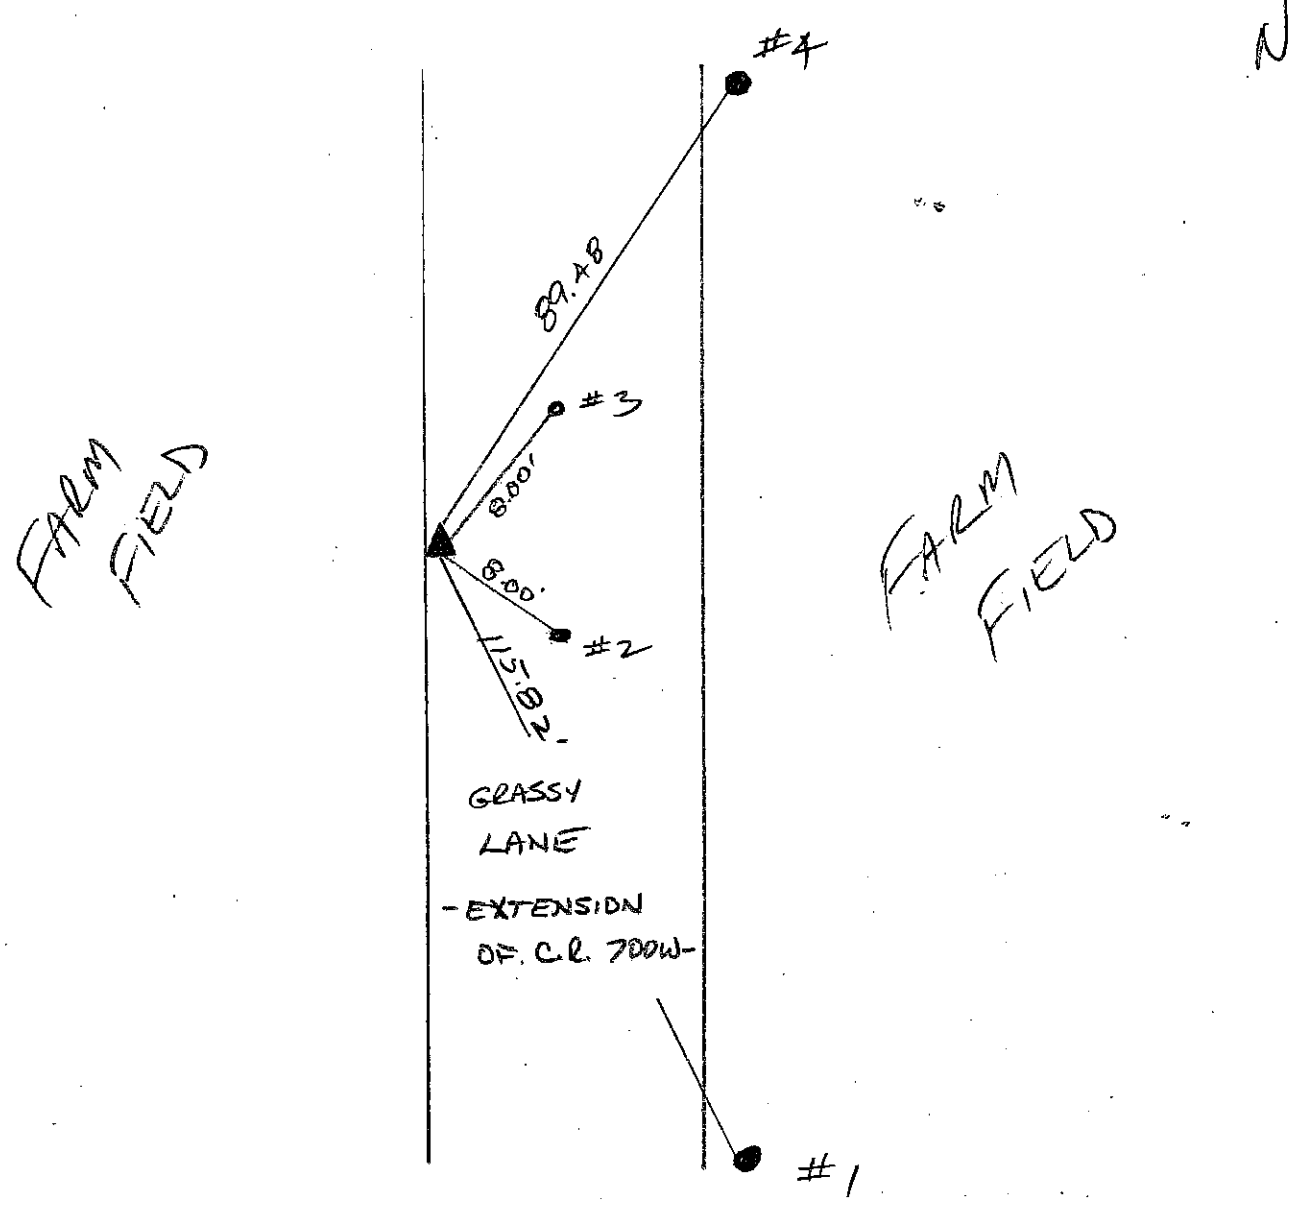 #4
N
89.48
#3
8.00'
FARM
FIELD
FARM
FIELD
8.00'
#2
115.82'
GRASSY
LANE
-EXTENSION
OF. C.R. 700W-
#1